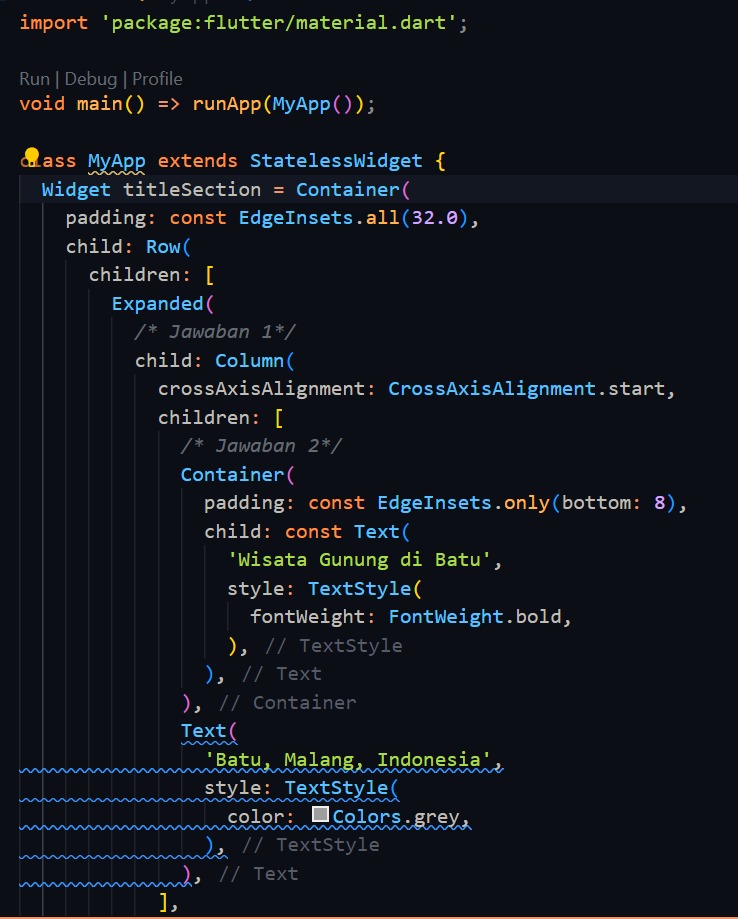 import 'package:flutter/material.dart';
Run | Debug | Profile
void main() => runApp(MyApp());
class MyApp extends StatelessWidget {
Widget titleSection = Container(
padding: const EdgeInsets.all(32.0),
child: Row(
children: [
Expanded(
/* Jawaban 1*/
child: Column(
crossAxisAlignment: CrossAxisAlignment.start,
children: [
/* Jawaban 2*/
Container(
padding: const EdgeInsets.only(bottom: 8),
child: const Text(
'Wisata Gunung di Batu',
style: TextStyle(
fontWeight: FontWeight.bold,
), // TextStyle
), // Text
), // Container
Text(
'Batu, Malang, Indonesia',
style: TextStyle(
color: Colors.grey,
), // TextStyle
), // Text
],